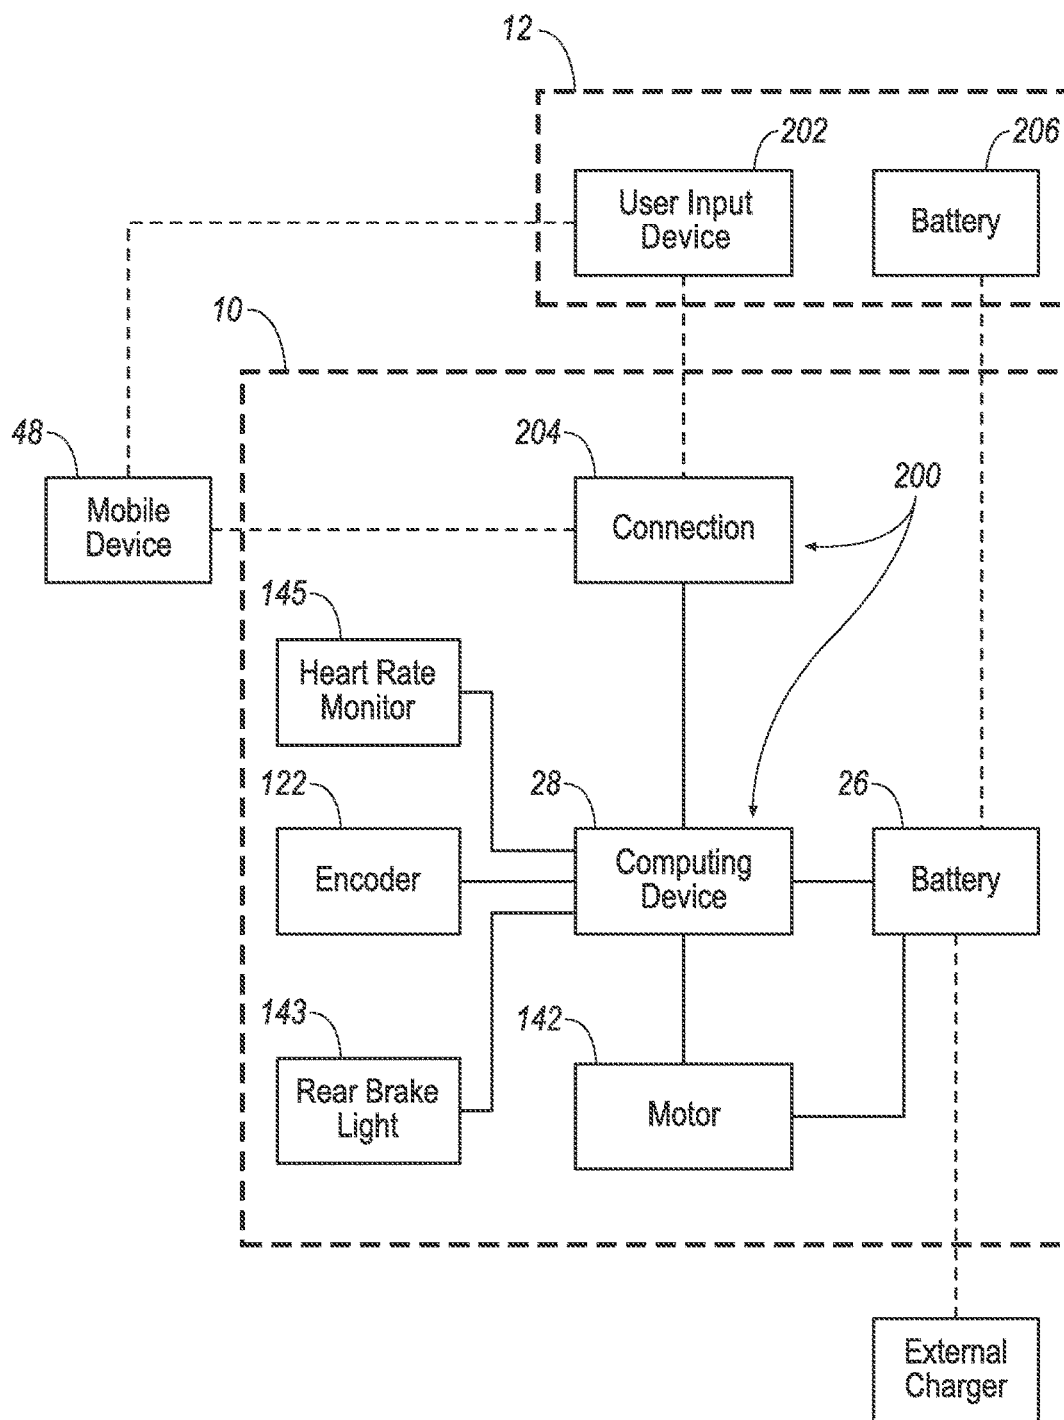 12
202
206
User Input
Device
Battery
10
48
204
200
Mobile
Device
Connection
145
Heart Rate
Monitor
122
28
26
Encoder
Computing
Device
Battery
143
142
Rear Brake
Light
Motor
External
Charger